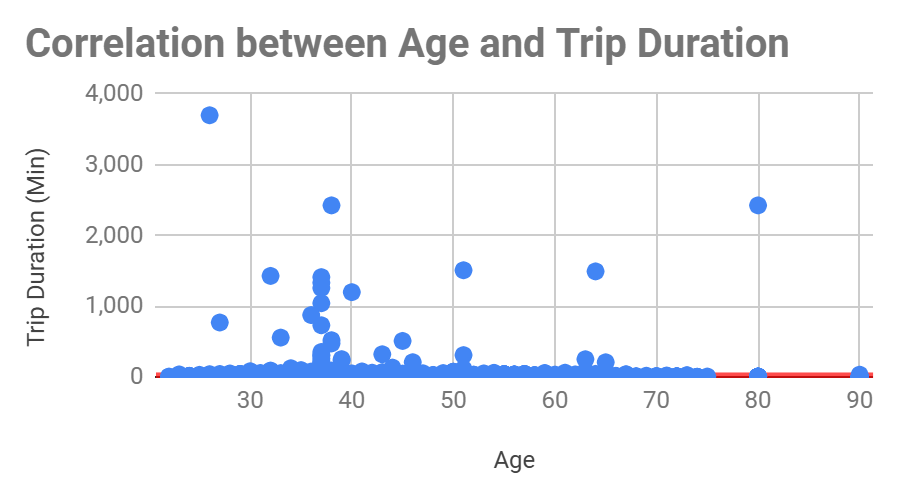 Correlation between Age and Trip Duration
Trip Duration (Min)
4,000
3,000
2,000
1,000
0
30 40 50 60 70 80 90
Age